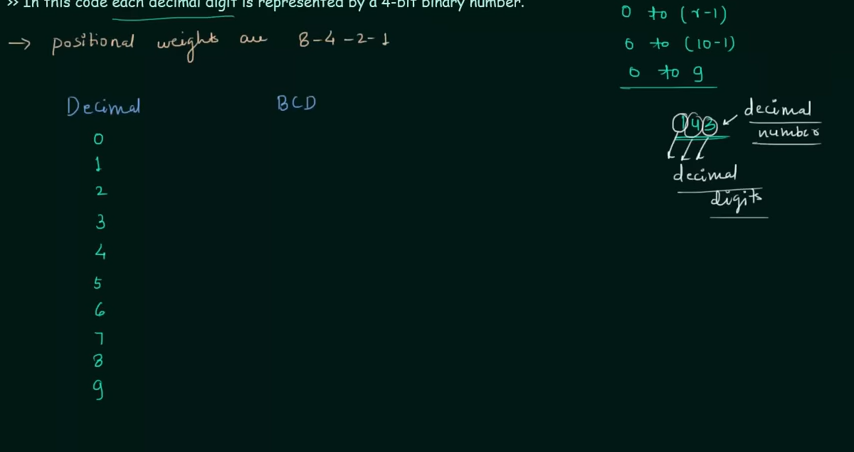 >> In this code each decimal digit is represented by a 4-bit binary number.
→ positional weights are 8-4-2-1
Decimal BCD
0
1
2
3
4
5
6
7
8
9
0 to (r-1)
0 to (10-1)
0 to 9
143
decimal
number
decimal
digits